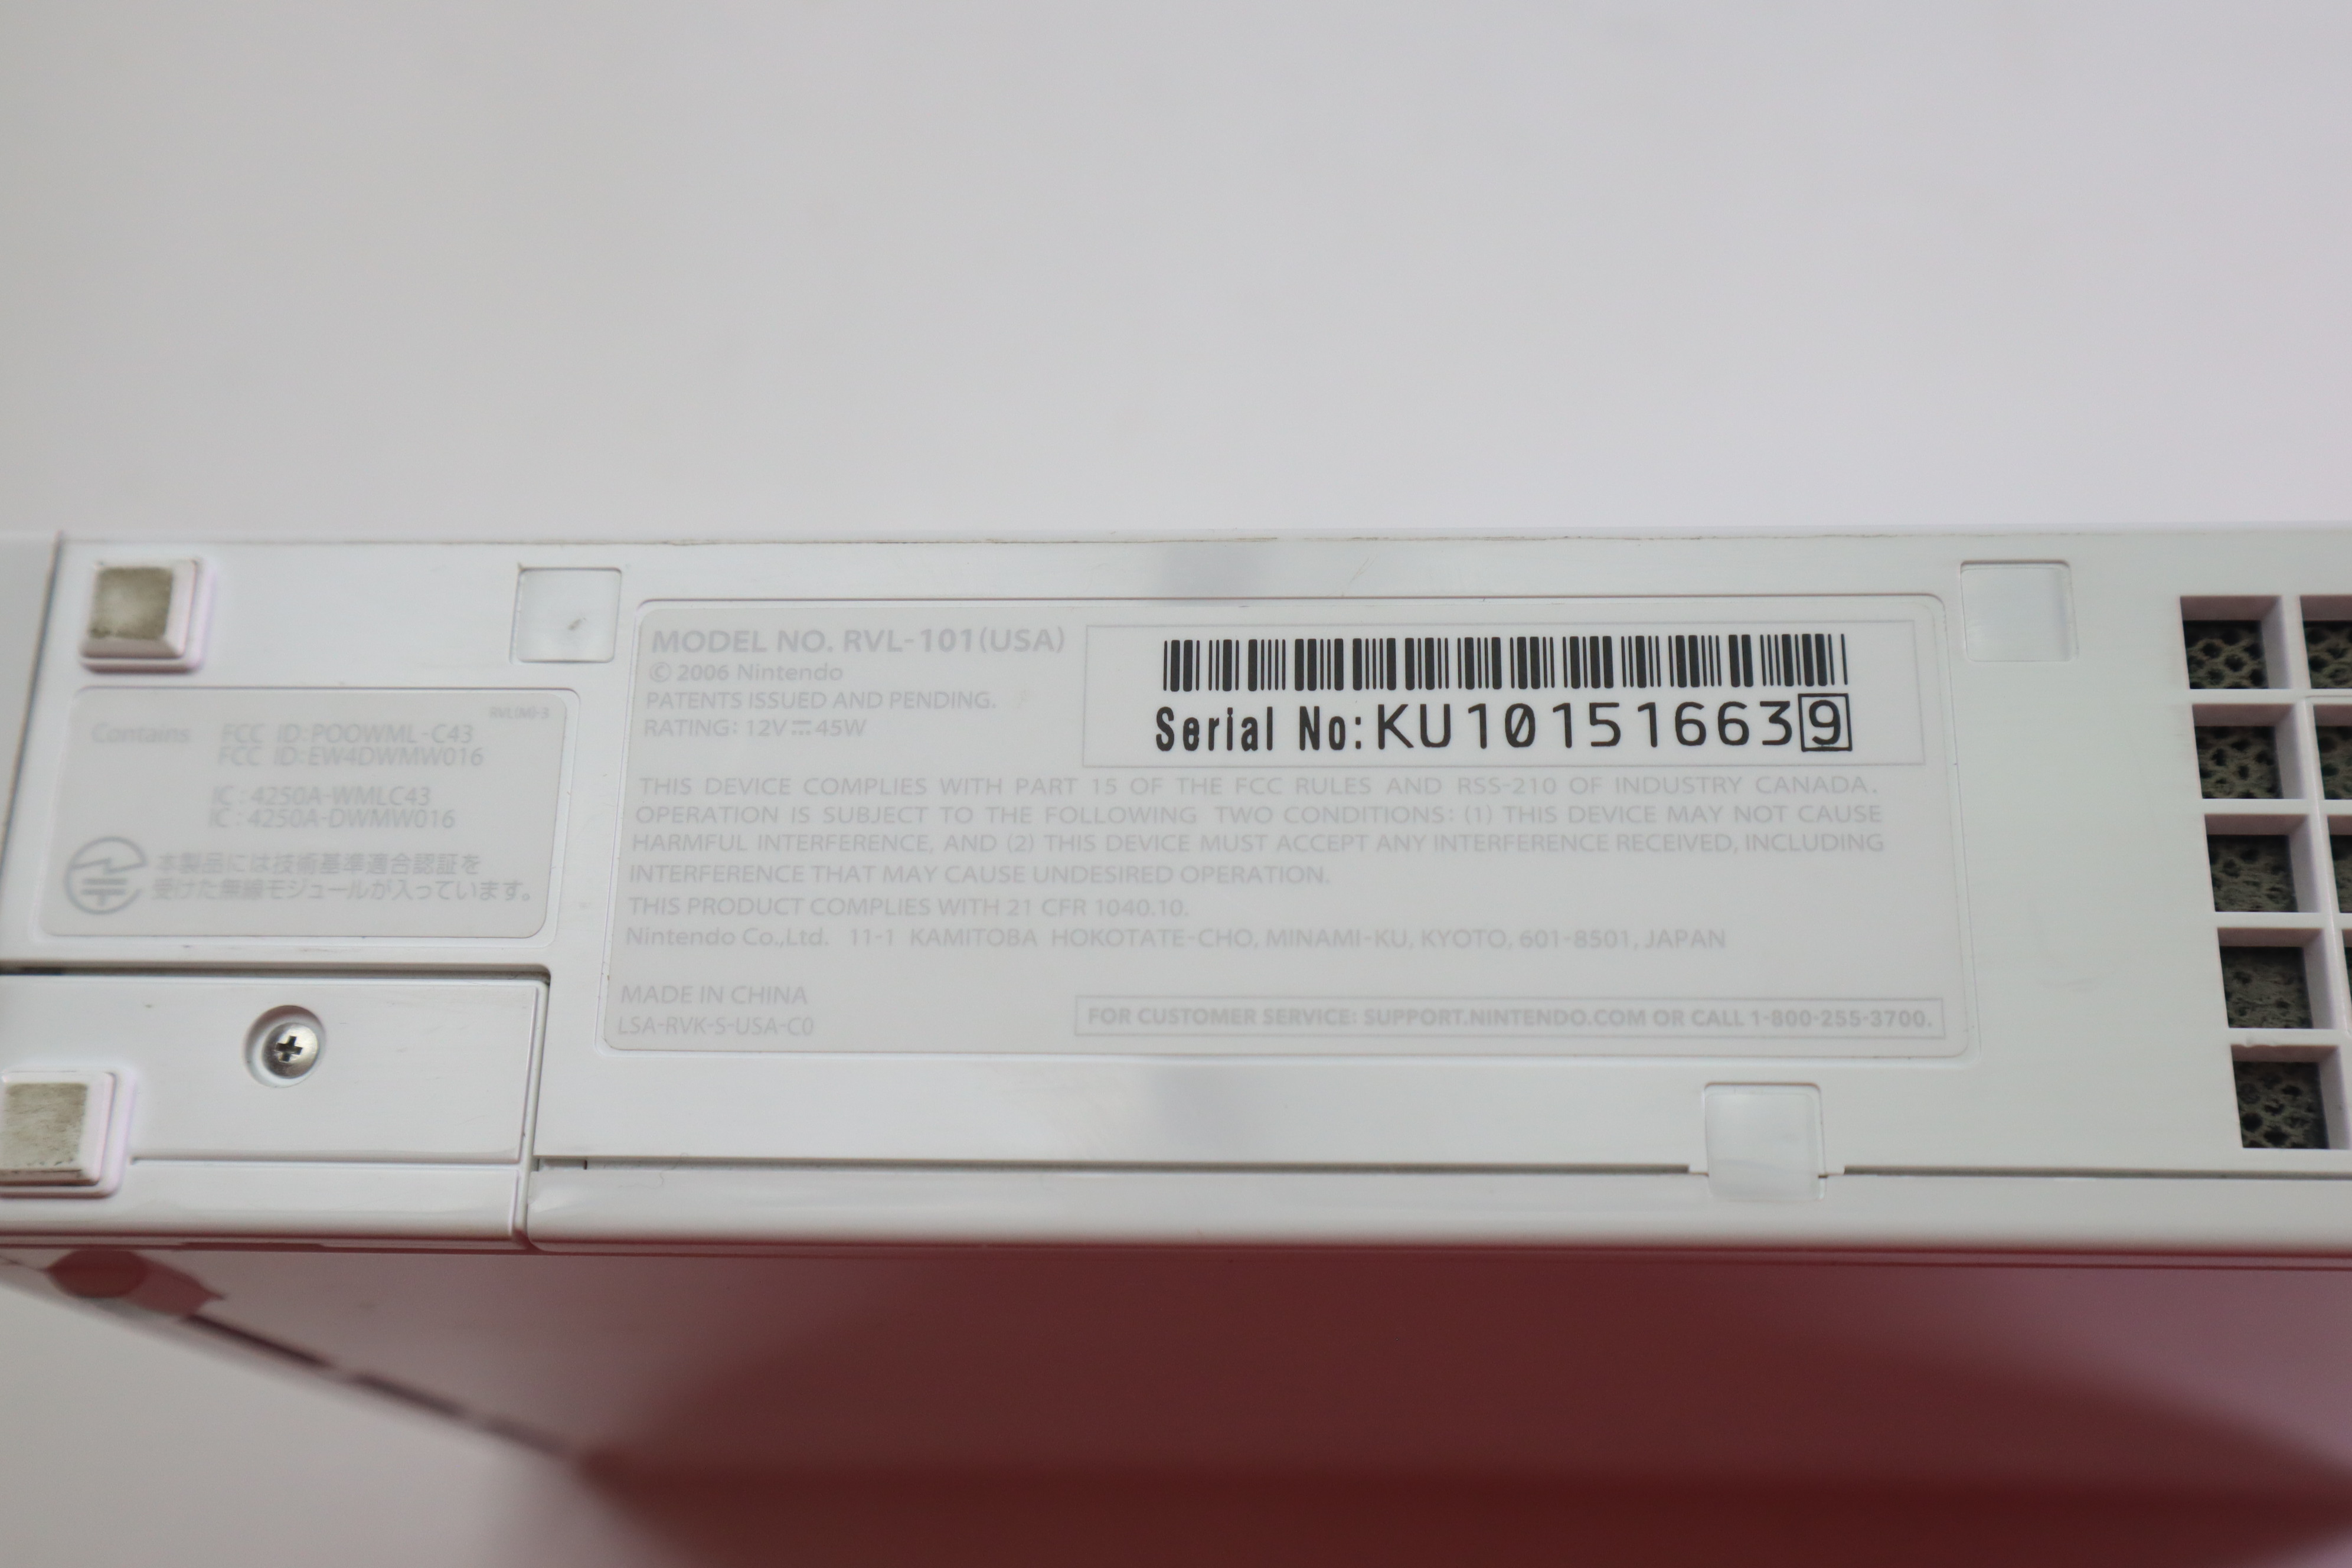 MODEL NO. RVL-101(USA)
© 2006 Nintendo
PATENTS ISSUED AND PENDING.
RATING: 12V⎓45W
Serial No:KU101516639
THIS DEVICE COMPLIES WITH PART 15 OF THE FCC RULES AND RSS-210 OF INDUSTRY CANADA.
OPERATION IS SUBJECT TO THE FOLLOWING TWO CONDITIONS: (1) THIS DEVICE MAY NOT CAUSE
HARMFUL INTERFERENCE, AND (2) THIS DEVICE MUST ACCEPT ANY INTERFERENCE RECEIVED, INCLUDING
INTERFERENCE THAT MAY CAUSE UNDESIRED OPERATION.
THIS PRODUCT COMPLIES WITH 21 CFR 1040.10.
Nintendo Co.,Ltd. 11-1 KAMITOBA HOKOTATE-CHO, MINAMI-KU, KYOTO, 601-8501, JAPAN
MADE IN CHINA
LSA-RVK-S-USA-C0
FOR CUSTOMER SERVICE: SUPPORT.NINTENDO.COM OR CALL 1-800-255-3700.
RVL(M)-3
Contains FCC ID:POOWML-C43
FCC ID:EW4DWMW016
IC : 4250A-WMLC43
IC : 4250A-DWMW016
本製品には技術基準適合認証を
受けた無線モジュールが入っています。